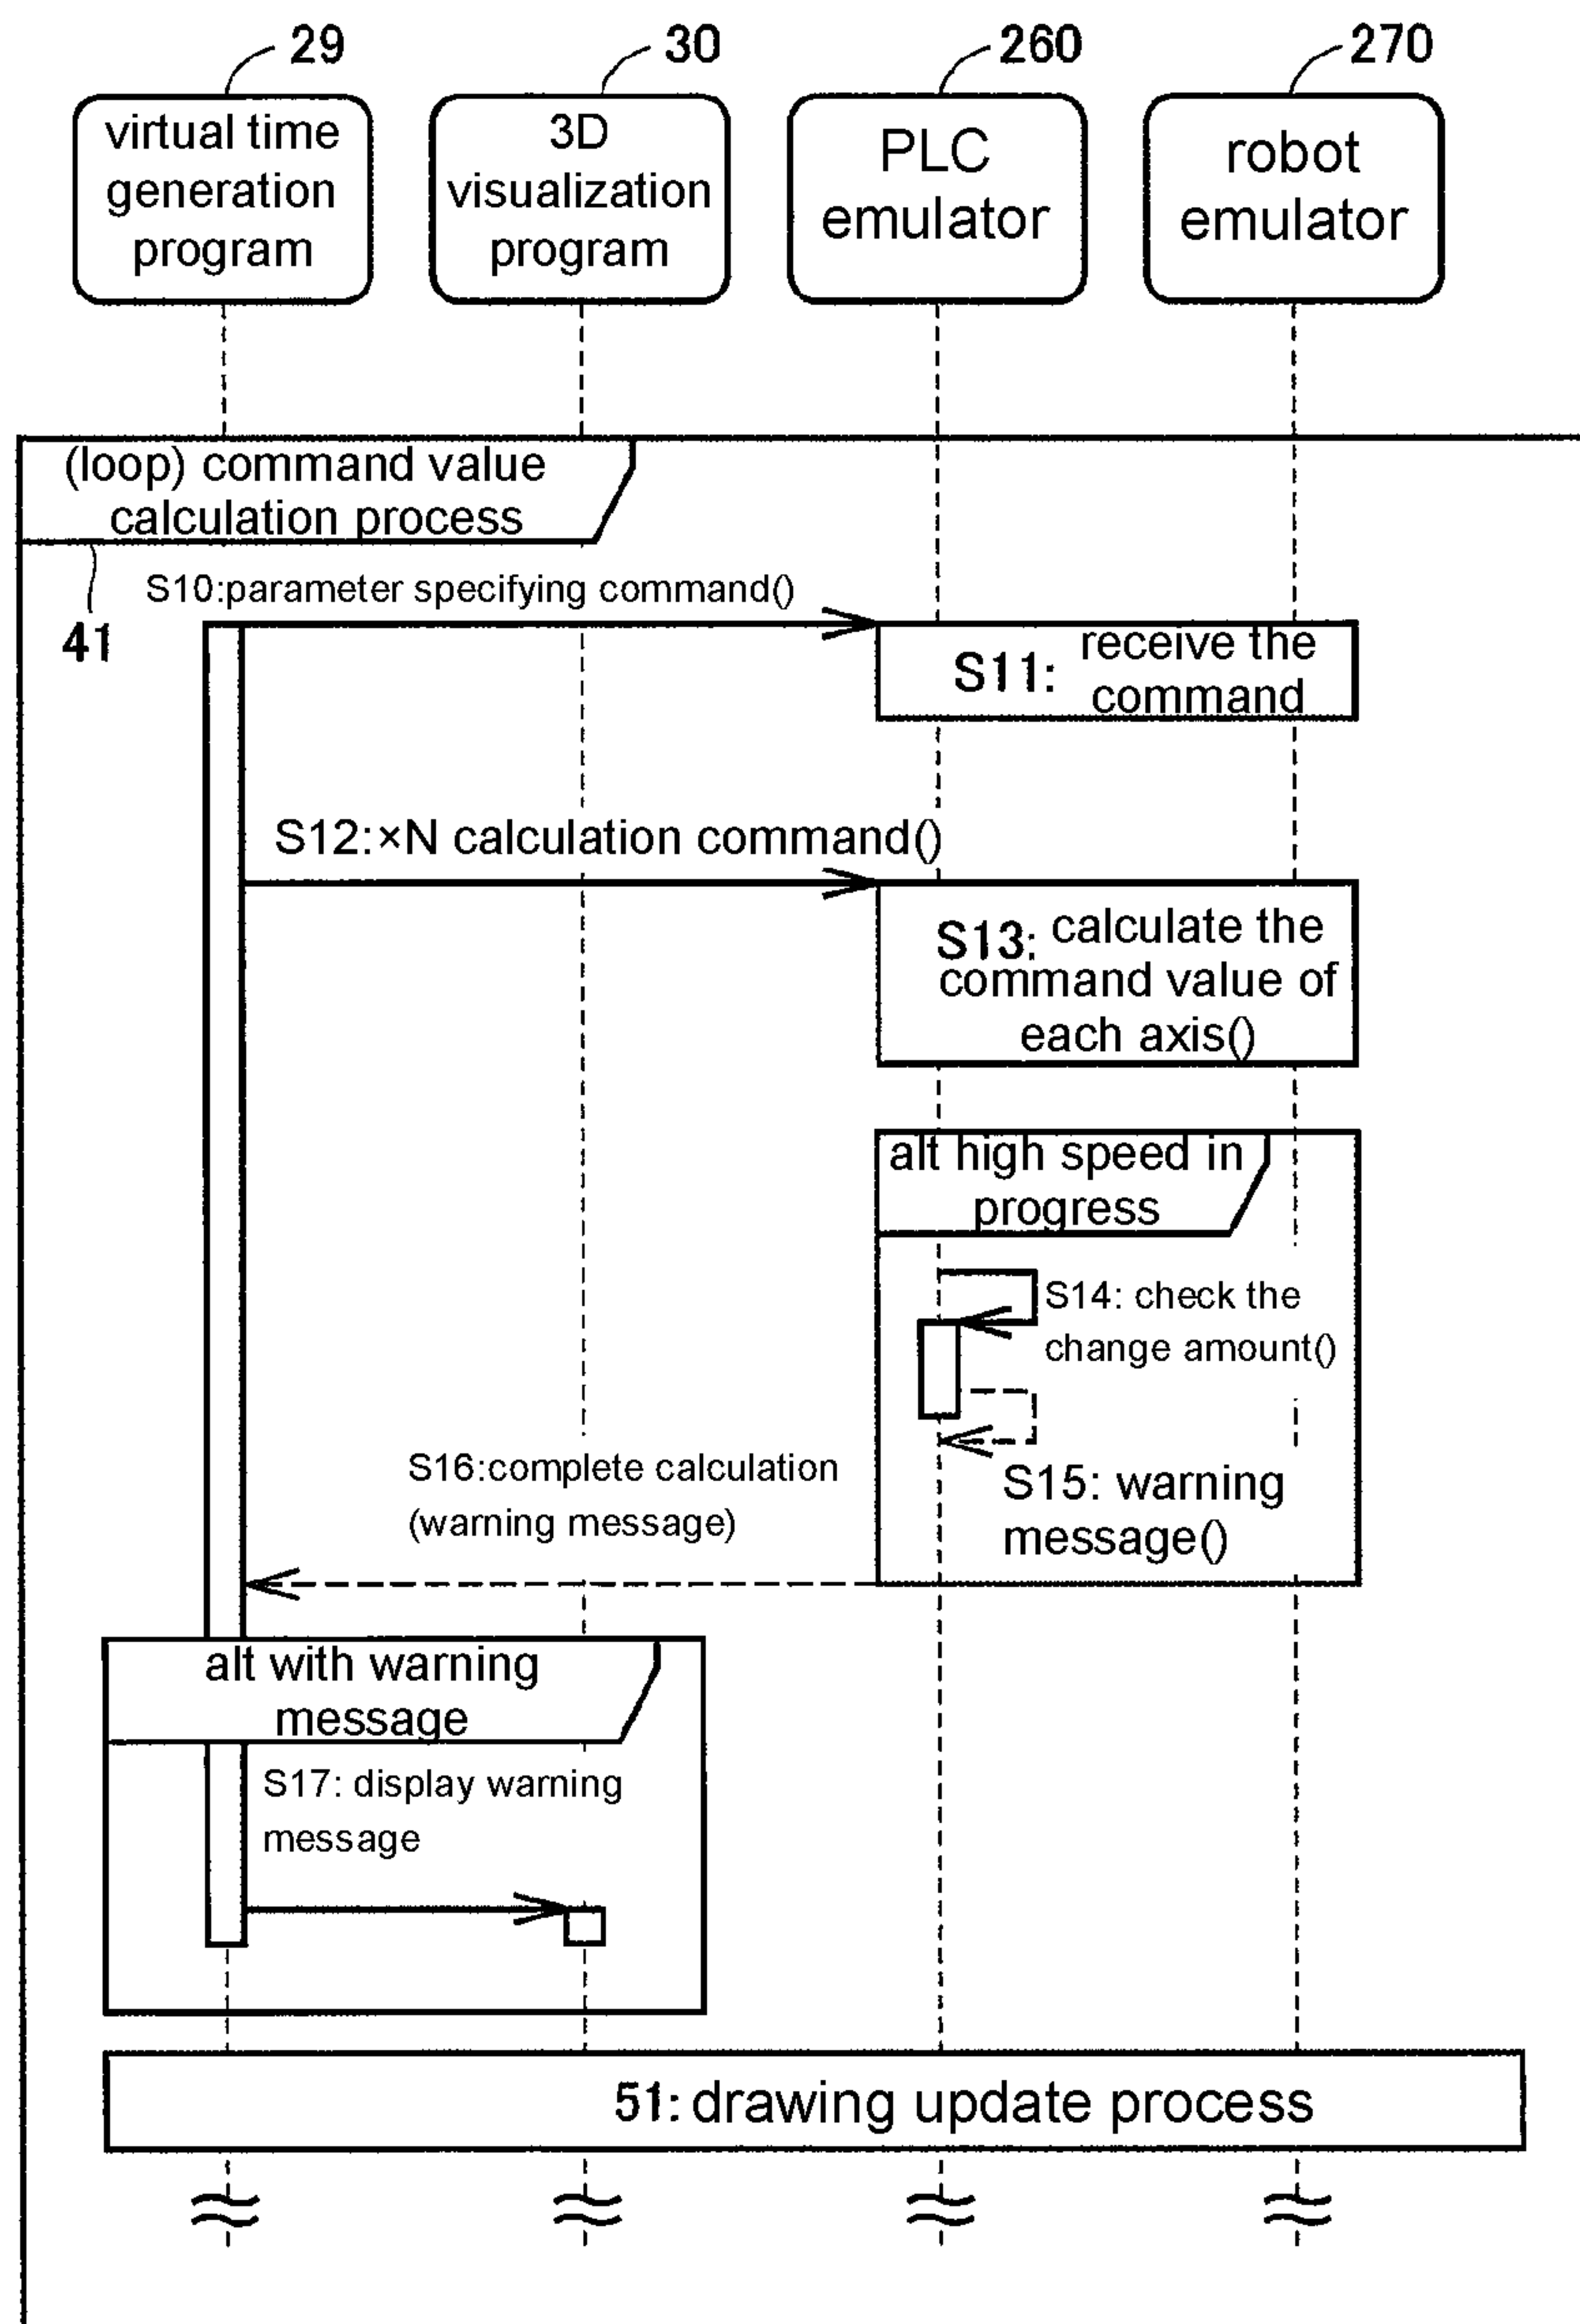 29
30
260
270
virtual time
generation
program
3D
visualization
program
PLC
emulator
robot
emulator
(loop) command value
calculation process
41
S10:parameter specifying command()
S11: receive the
command
S12:×N calculation command()
S13: calculate the
command value of
each axis()
alt high speed in
progress
S14: check the
change amount()
S15: warning
message()
S16:complete calculation
(warning message)
alt with warning
message
S17: display warning
message
51: drawing update process